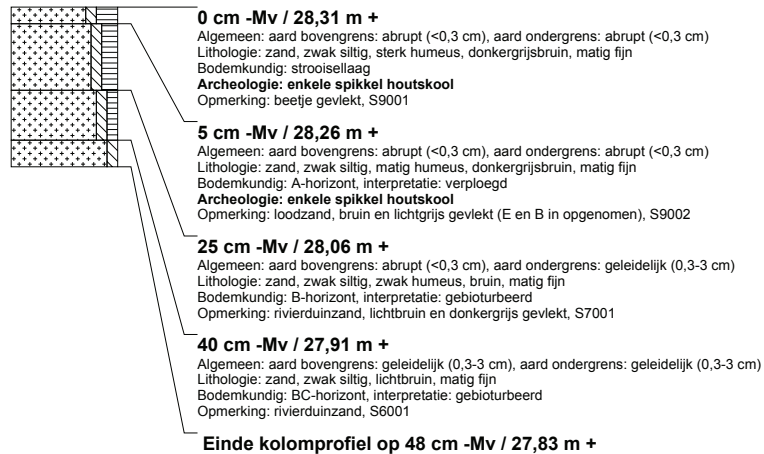 0 cm -Mv / 28,31 m +
Algemeen: aard bovengrens: abrupt (<0,3 cm), aard ondergrens: abrupt (<0,3 cm)
Lithologie: zand, zwak siltig, sterk humeus, donkergrijsbruin, matig fijn
Bodemkundig: strooisellaag
Archeologie: enkele spikkel houtskool
Opmerking: beetje gevlekt, S9001
5 cm -Mv / 28,26 m +
Algemeen: aard bovengrens: abrupt (<0,3 cm), aard ondergrens: abrupt (<0,3 cm)
Lithologie: zand, zwak siltig, matig humeus, donkergrijsbruin, matig fijn
Bodemkundig: A-horizont, interpretatie: verploegd
Archeologie: enkele spikkel houtskool
Opmerking: loodzand, bruin en lichtgrijs gevlekt (E en B in opgenomen), S9002
25 cm -Mv / 28,06 m +
Algemeen: aard bovengrens: abrupt (<0,3 cm), aard ondergrens: geleidelijk (0,3-3 cm)
Lithologie: zand, zwak siltig, zwak humeus, bruin, matig fijn
Bodemkundig: B-horizont, interpretatie: gebioturbeerd
Opmerking: rivierduinzand, lichtbruin en donkergrijs gevlekt, S7001
40 cm -Mv / 27,91 m +
Algemeen: aard bovengrens: geleidelijk (0,3-3 cm), aard ondergrens: geleidelijk (0,3-3 cm)
Lithologie: zand, zwak siltig, lichtbruin, matig fijn
Bodemkundig: BC-horizont, interpretatie: gebioturbeerd
Opmerking: rivierduinzand, S6001
Einde kolomprofiel op 48 cm -Mv / 27,83 m +